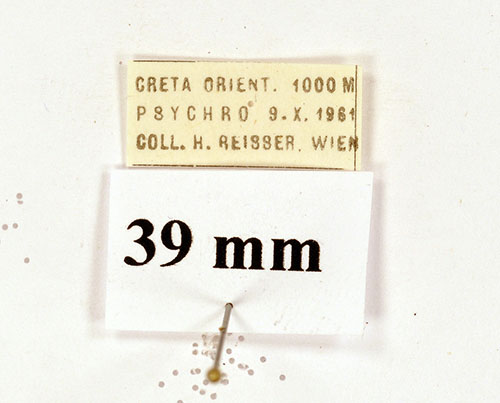 CRETA ORIENT. 1000 M
PSYCHRO 9.X.1961
COLL. H. REISSER, WIEN
39 mm